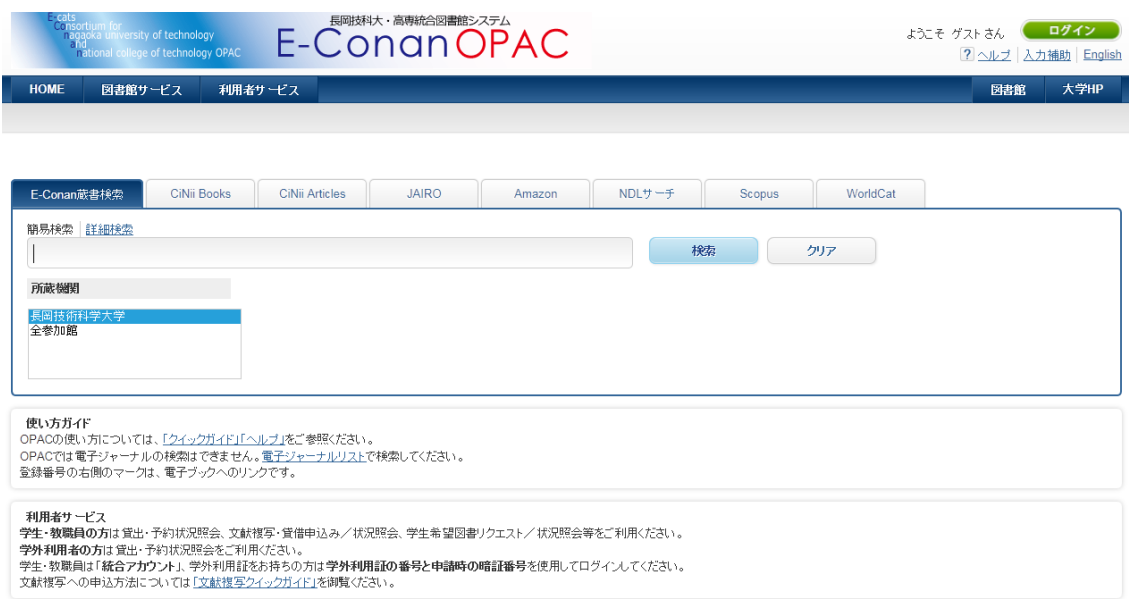 E-cats
Consortium for
nagaoka university of technology
and
national college of technology OPAC
長岡技科大・高専統合図書館システム
E-Conan OPAC
ようこそ ゲスト さん ログイン
? ヘルプ 入力補助 English
HOME 図書館サービス 利用者サービス 図書館 大学HP
E-Conan蔵書検索 CiNii Books CiNii Articles JAIRO Amazon NDLサーチ Scopus WorldCat
簡易検索 詳細検索
検索 クリア
所蔵機関
長岡技術科学大学
全参加館
使い方ガイド
OPACの使い方については、「クイックガイド」「ヘルプ」をご参照ください。
OPACでは電子ジャーナルの検索はできません。電子ジャーナルリストで検索してください。
登録番号の右側のマークは、電子ブックへのリンクです。
利用者サービス
学生・教職員の方は貸出・予約状況照会、文献複写・貸借申込み／状況照会、学生希望図書リクエスト／状況照会等をご利用ください。
学外利用者の方は貸出・予約状況照会をご利用ください。
学生・教職員は「統合アカウント」、学外利用証をお持ちの方は学外利用証の番号と申請時の暗証番号を使用してログインしてください。
文献複写への申込方法については「文献複写クイックガイド」を御覧ください。